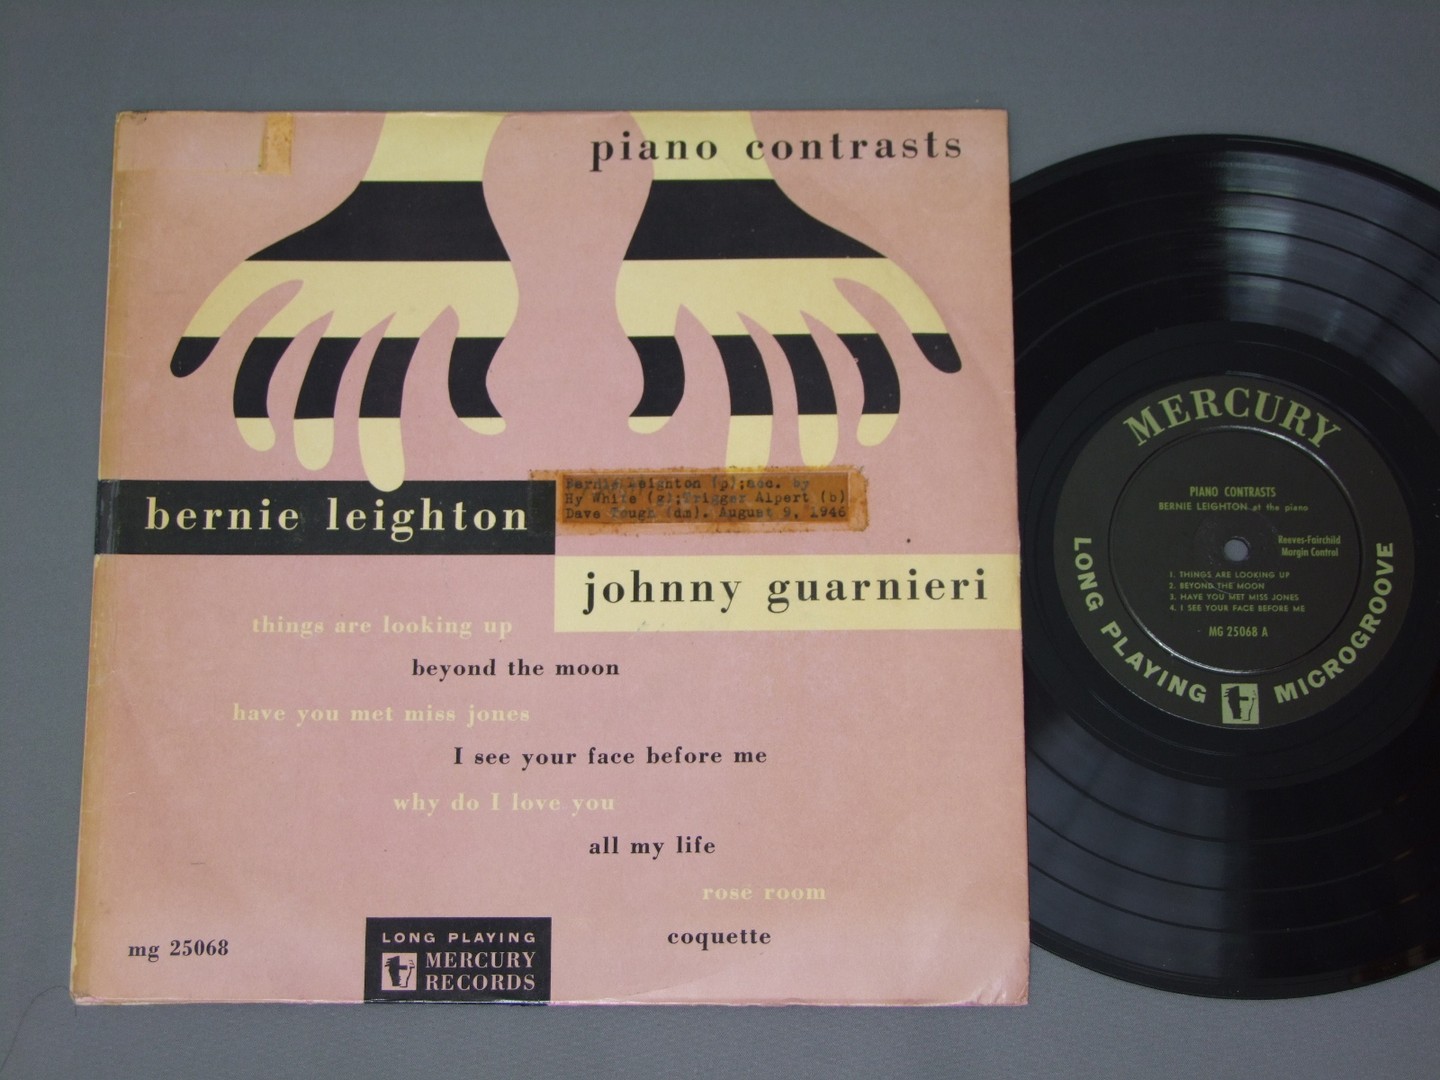 piano contrasts
bernie leighton
Bernie Leighton (p);acc. by
Hy White (g);Trigger Alpert (b)
Dave Tough (dm). August 9, 1946
johnny guarnieri
things are looking up
beyond the moon
have you met miss jones
I see your face before me
why do I love you
all my life
rose room
coquette
mg 25068
LONG PLAYING
MERCURY
RECORDS
MERCURY
PIANO CONTRASTS
BERNIE LEIGHTON at the piano
Reeves-Fairchild
Margin Control
1. THINGS ARE LOOKING UP
2. BEYOND THE MOON
3. HAVE YOU MET MISS JONES
4. I SEE YOUR FACE BEFORE ME
MG 25068 A
LONG PLAYING MICROGROOVE